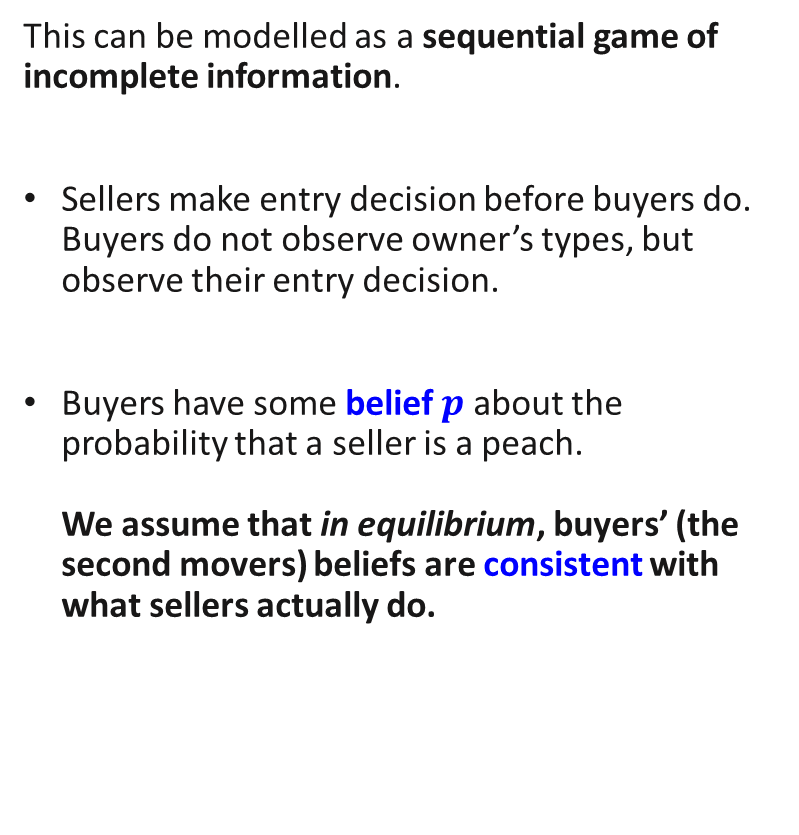 This can be modelled as a sequential game of
incomplete information.
• Sellers make entry decision before buyers do.
Buyers do not observe owner’s types, but
observe their entry decision.
• Buyers have some belief p about the
probability that a seller is a peach.
We assume that in equilibrium, buyers’ (the
second movers) beliefs are consistent with
what sellers actually do.